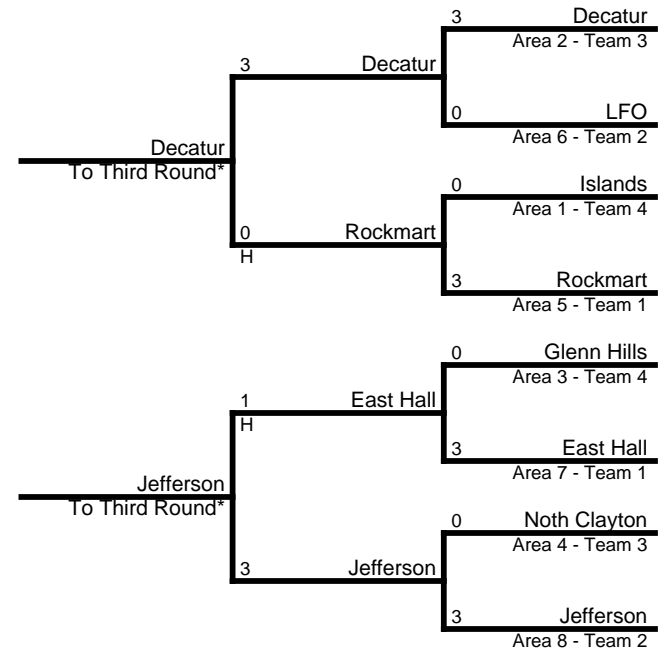 3 Decatur
Area 2 - Team 3
3 Decatur
0 LFO
Area 6 - Team 2
Decatur
To Third Round*
0 Islands
Area 1 - Team 4
0 Rockmart
H
3 Rockmart
Area 5 - Team 1
0 Glenn Hills
Area 3 - Team 4
1 East Hall
H
3 East Hall
Area 7 - Team 1
Jefferson
To Third Round*
0 Noth Clayton
Area 4 - Team 3
3 Jefferson
3 Jefferson
Area 8 - Team 2